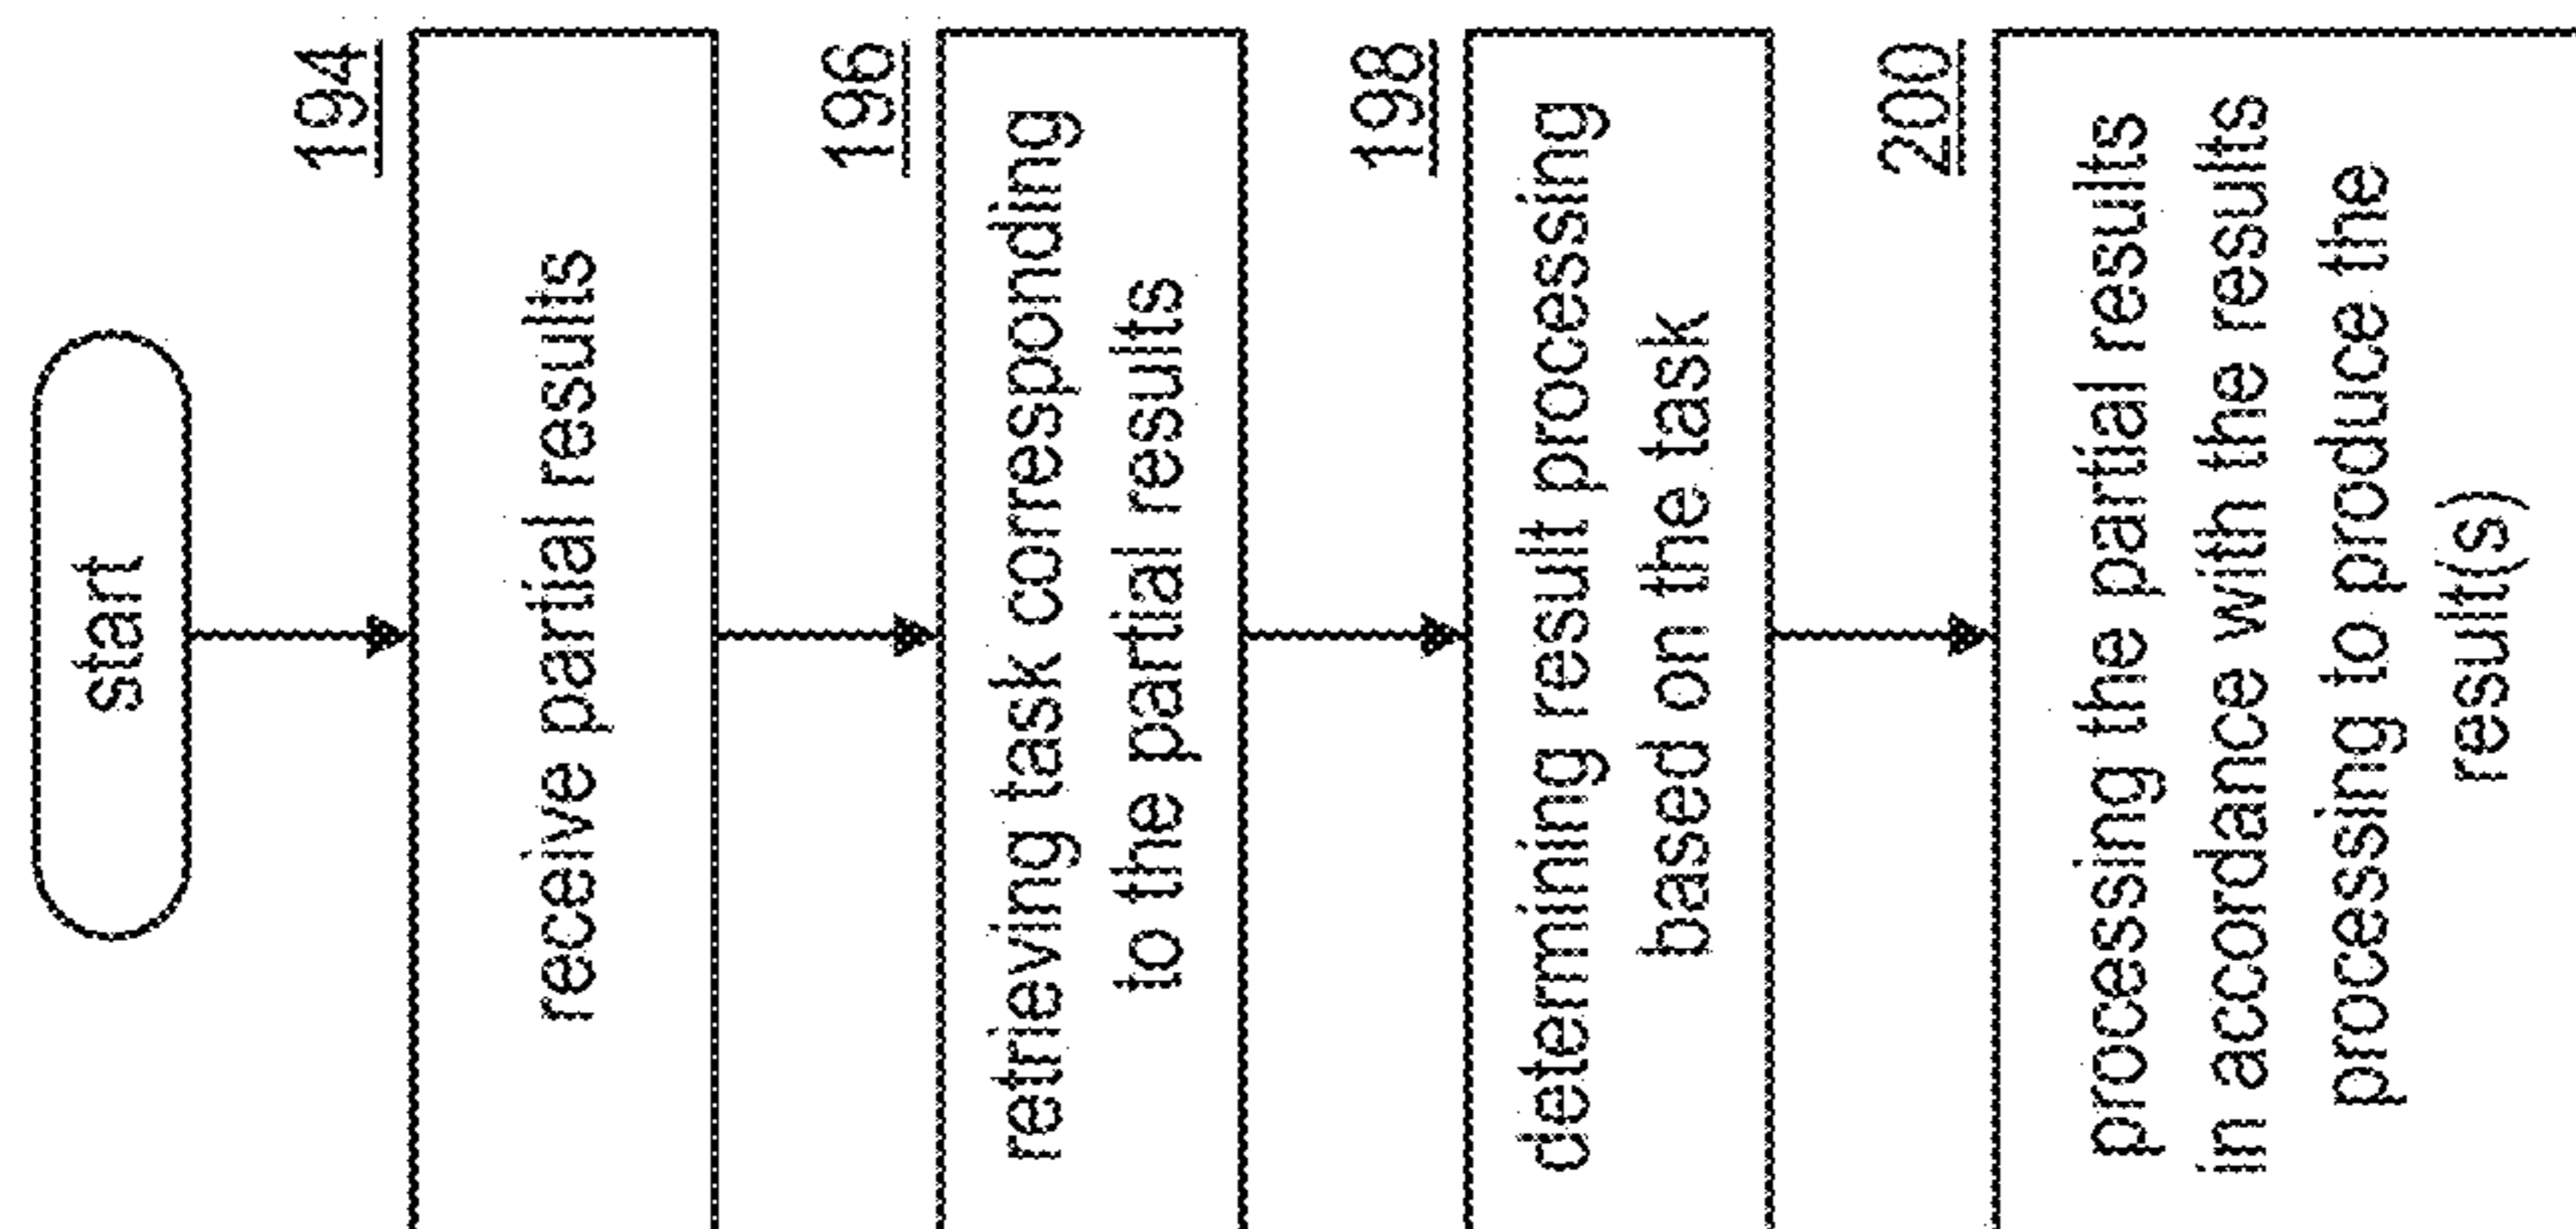 start
194
receive partial results
196
retrieving task corresponding
to the partial results
198
determining result processing
based on the task
200
processing the partial results
in accordance with the results
processing to produce the
result(s)